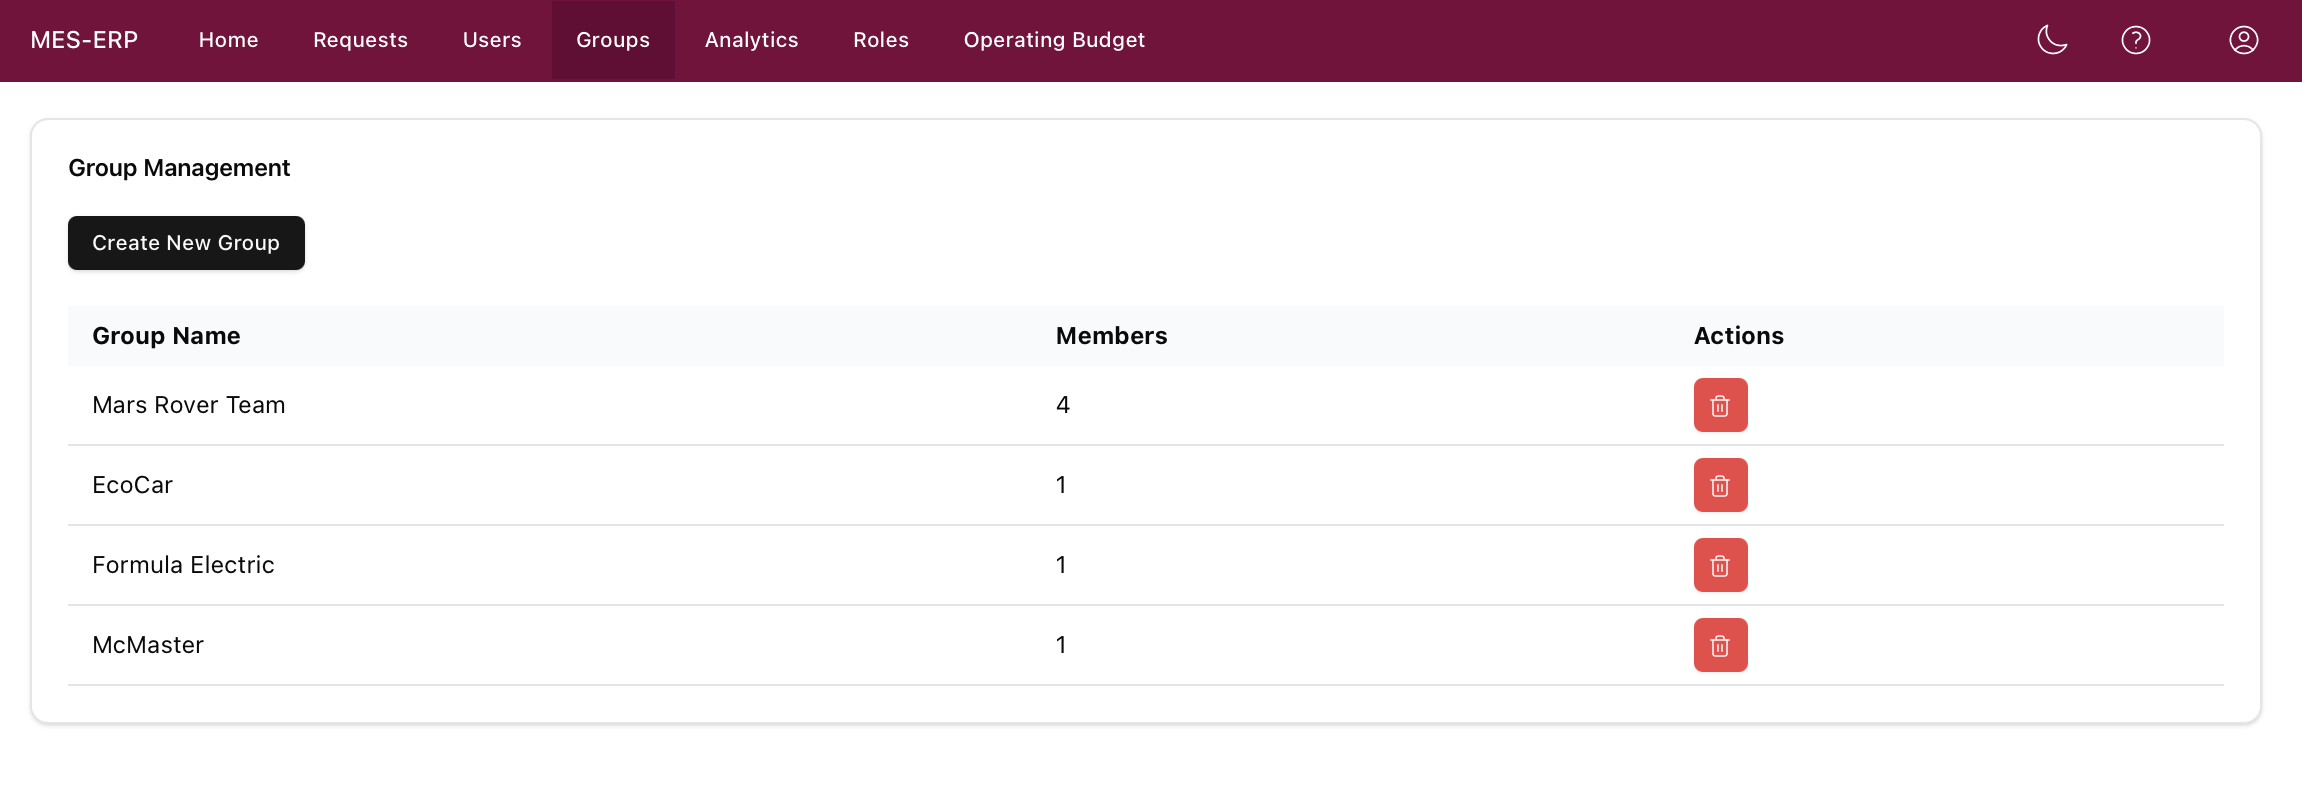 MES-ERP Home Requests Users Groups Analytics Roles Operating Budget
Group Management
Create New Group
Group Name Members Actions
Mars Rover Team 4
EcoCar 1
Formula Electric 1
McMaster 1